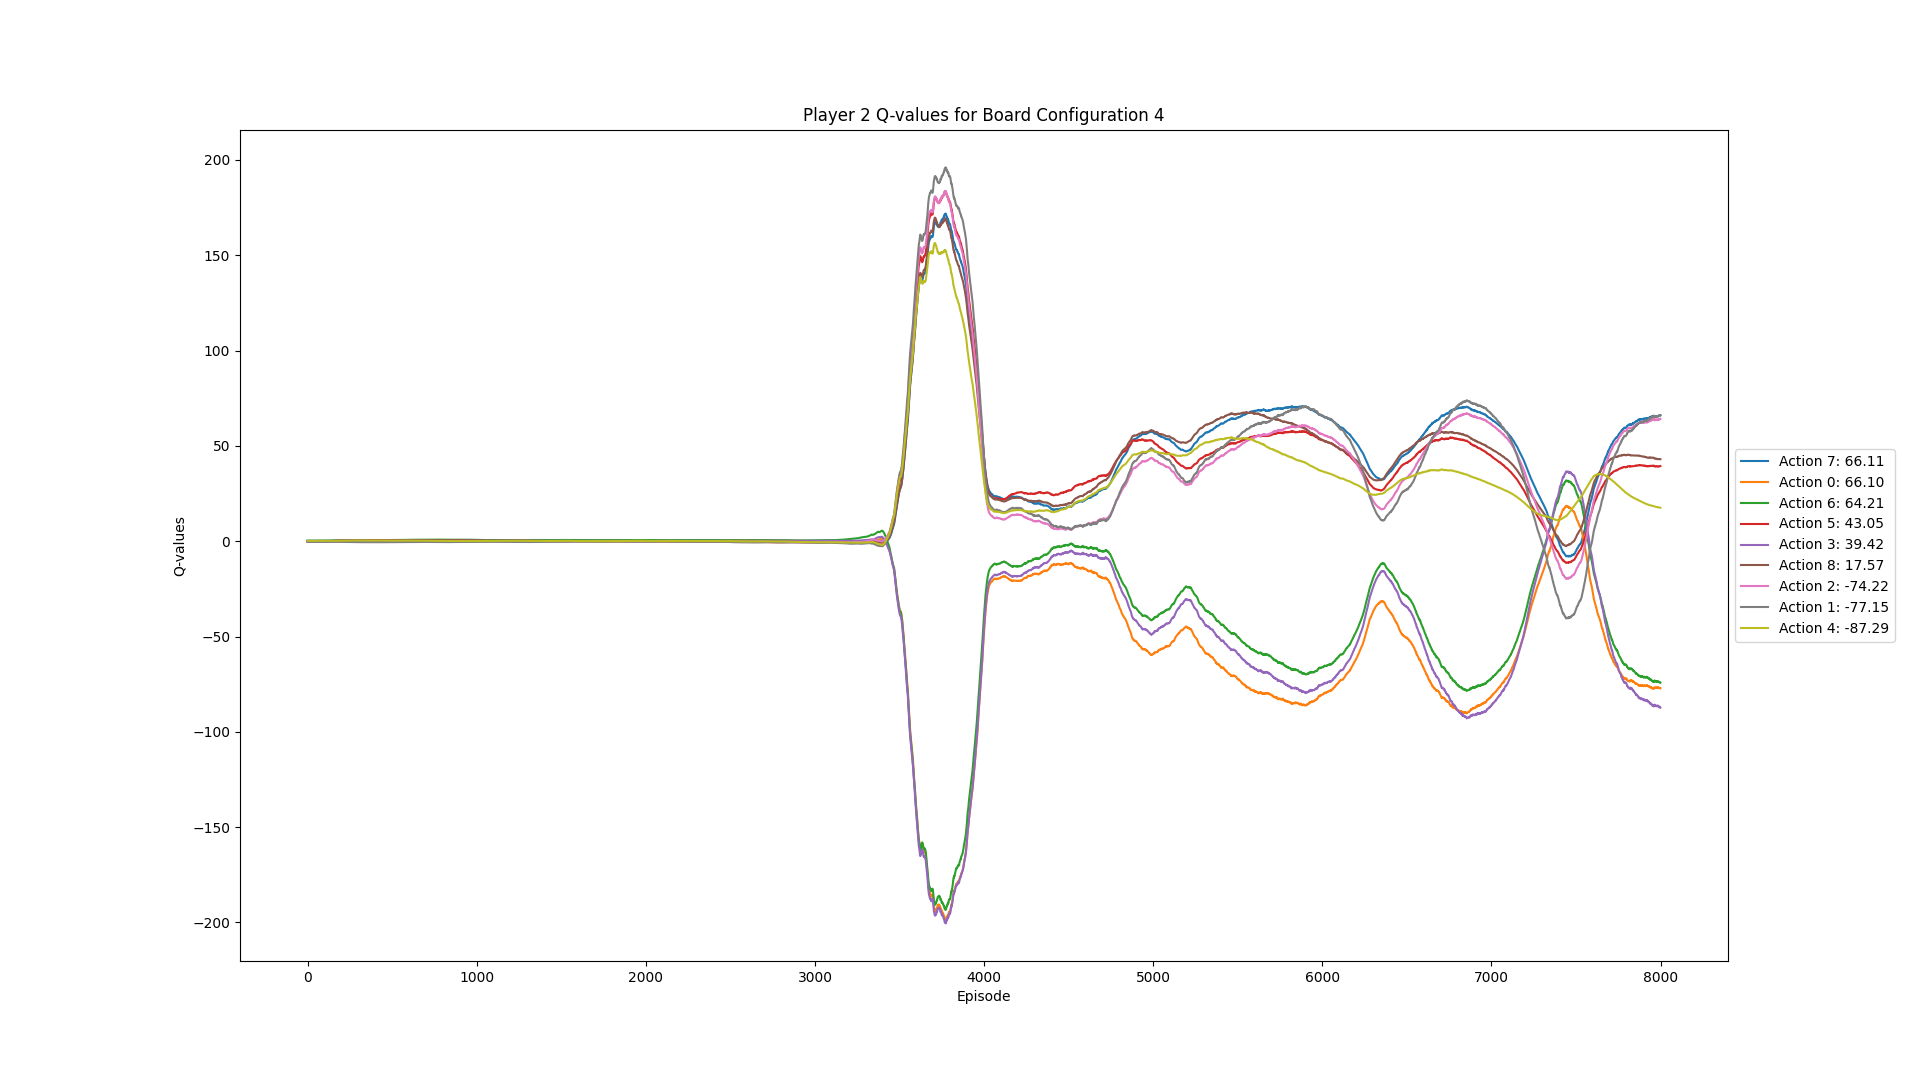 Player 2 Q-values for Board Configuration 4
200
150
100
50
0
−50
−100
−150
−200
Q-values
0
1000
2000
3000
4000
5000
6000
7000
8000
Episode
Action 7: 66.11
Action 0: 66.10
Action 6: 64.21
Action 5: 43.05
Action 3: 39.42
Action 8: 17.57
Action 2: -74.22
Action 1: -77.15
Action 4: -87.29